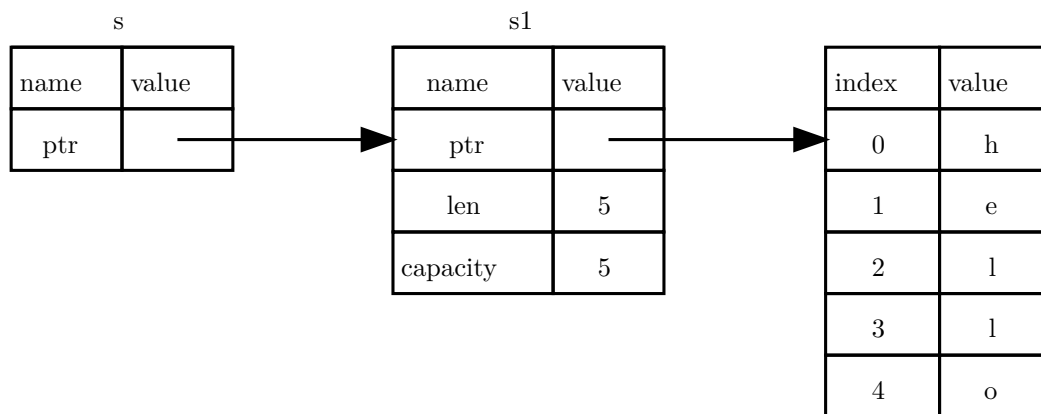 s
name value
ptr
s1
name value
ptr
len 5
capacity 5
index value
0 h
1 e
2 l
3 l
4 o